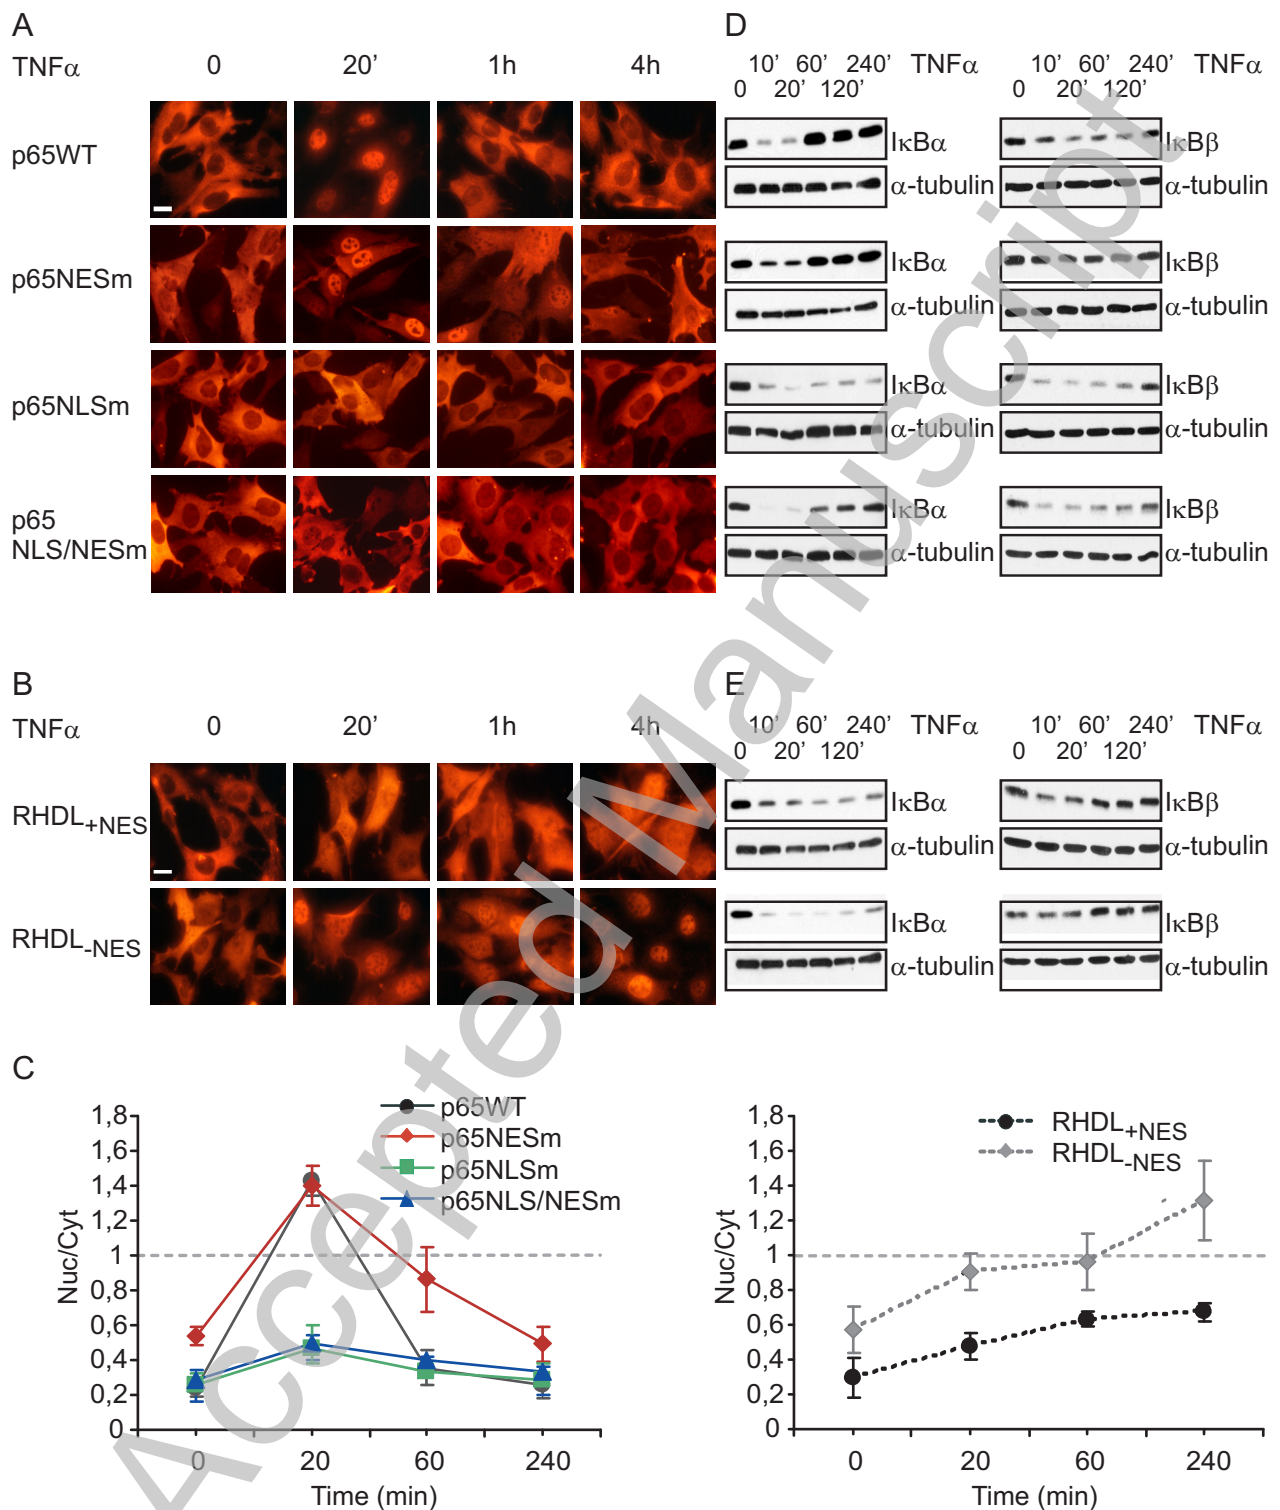 A
TNFα 0 20' 1h 4h
p65WT
p65NESm
p65NLSm
p65
NLS/NESm
D
10' 60' 240' TNFα 10' 60' 240' TNFα
0 20' 120' 0 20' 120'
IκBα IκBβ
α-tubulin α-tubulin
IκBα IκBβ
α-tubulin α-tubulin
IκBα IκBβ
α-tubulin α-tubulin
IκBα IκBβ
α-tubulin α-tubulin
B
TNFα 0 20' 1h 4h
RHDL+NES
RHDL-NES
E
10' 60' 240' TNFα 10' 60' 240' TNFα
0 20' 120' 0 20' 120'
IκBα IκBβ
α-tubulin α-tubulin
IκBα IκBβ
α-tubulin α-tubulin
C
Nuc/Cyt
1,8
1,6
1,4
1,2
1
0,8
0,6
0,4
0,2
0
p65WT
p65NESm
p65NLSm
p65NLS/NESm
0 20 60 240
Time (min)
Nuc/Cyt
1,8
1,6
1,4
1,2
1
0,8
0,6
0,4
0,2
0
RHDL+NES
RHDL-NES
0 20 60 240
Time (min)
Accepted Manuscript